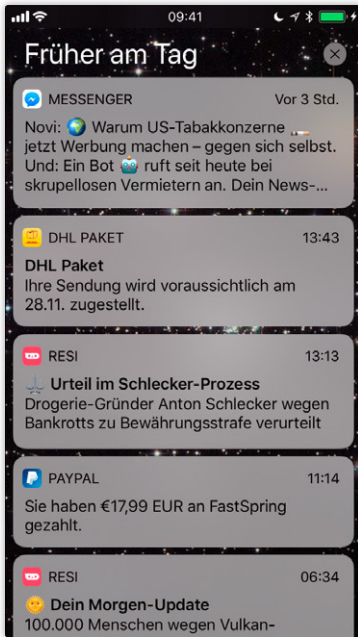 09:41
Früher am Tag
MESSENGER Vor 3 Std.
Novi: 🌍 Warum US-Tabakkonzerne 🚬
jetzt Werbung machen – gegen sich selbst.
Und: Ein Bot 🤖 ruft seit heute bei
skrupellosen Vermietern an. Dein News-...
DHL PAKET 13:43
DHL Paket
Ihre Sendung wird voraussichtlich am
28.11. zugestellt.
RESI 13:13
⚖️ Urteil im Schlecker-Prozess
Drogerie-Gründer Anton Schlecker wegen
Bankrotts zu Bewährungsstrafe verurteilt
PAYPAL 11:14
Sie haben €17,99 EUR an FastSpring
gezahlt.
RESI 06:34
🌞 Dein Morgen-Update
100.000 Menschen wegen Vulkan-